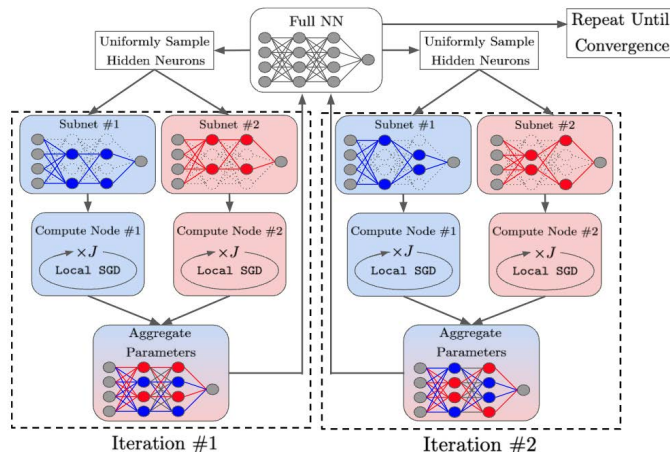 Full NN
Repeat Until
Convergence
Uniformly Sample
Hidden Neurons
Uniformly Sample
Hidden Neurons
Subnet #1
Subnet #2
Subnet #1
Subnet #2
Compute Node #1
×J
Local SGD
Compute Node #2
×J
Local SGD
Compute Node #1
×J
Local SGD
Compute Node #2
×J
Local SGD
Aggregate
Parameters
Aggregate
Parameters
Iteration #1
Iteration #2